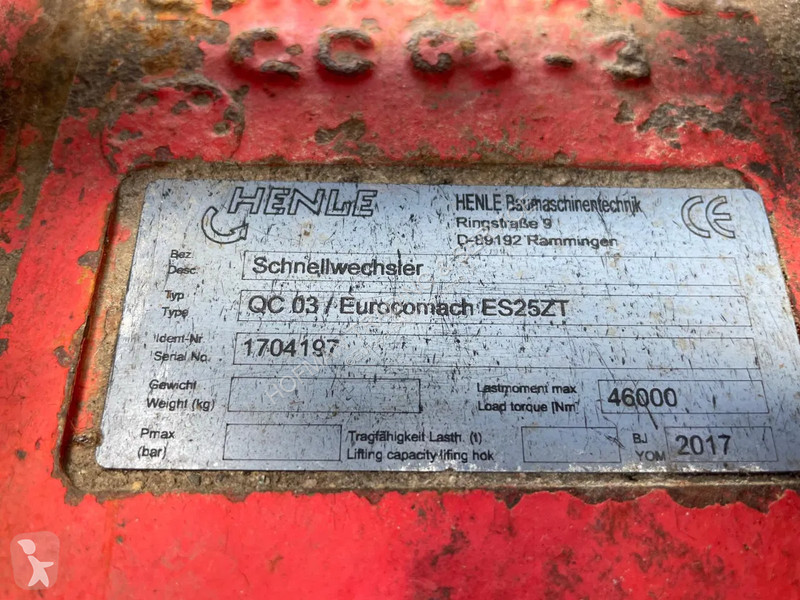 HENLE
HENLE Baumaschinentechnik
Ringstraße 9
D-89192 Rammingen
CE
Bez.
Desc.
Schnellwechsler
Typ
Type
QC 03 / Eurocomach ES25ZT
Ident-Nr
Serial No.
1704197
Gewicht
Weight (kg)
Lastmoment max
Load torque [Nm]
46000
Pmax
(bar)
Tragfähigkeit Lasth. (t)
Lifting capacity lifing hok
BJ
YOM
2017